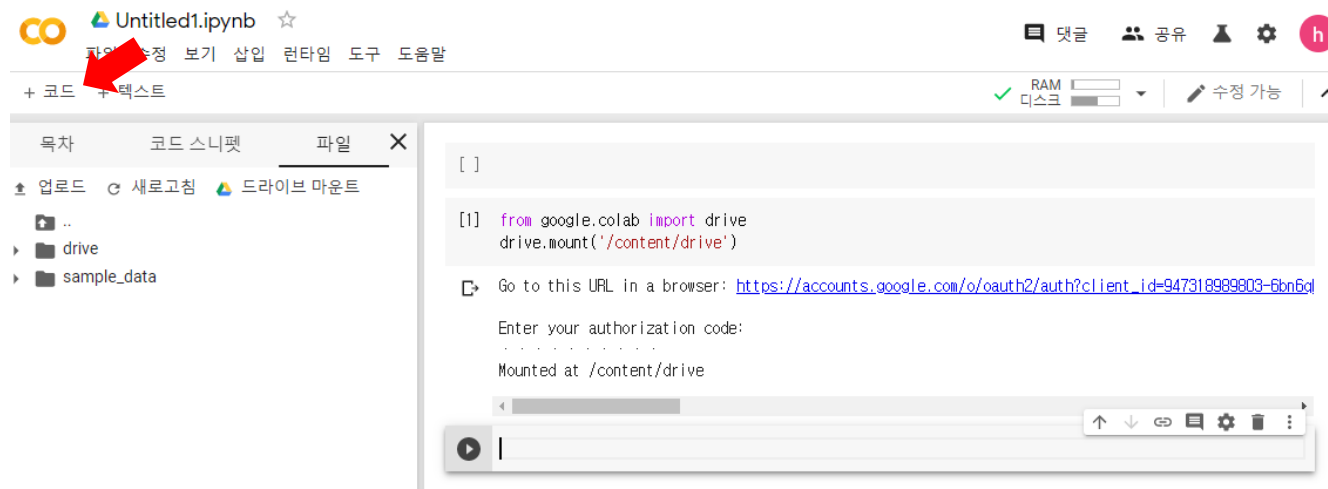 Untitled1.ipynb
수정 보기 삽입 런타임 도구 도움말
댓글 공유 h
+ 코드 + 텍스트
RAM
디스크
수정 가능
목차 코드 스니펫 파일
업로드 새로고침 드라이브 마운트
..
drive
sample_data
[ ]
[1] from google.colab import drive
drive.mount('/content/drive')
Go to this URL in a browser: https://accounts.google.com/o/oauth2/auth?client_id=947318989803-6bn6q
Enter your authorization code:
··········
Mounted at /content/drive